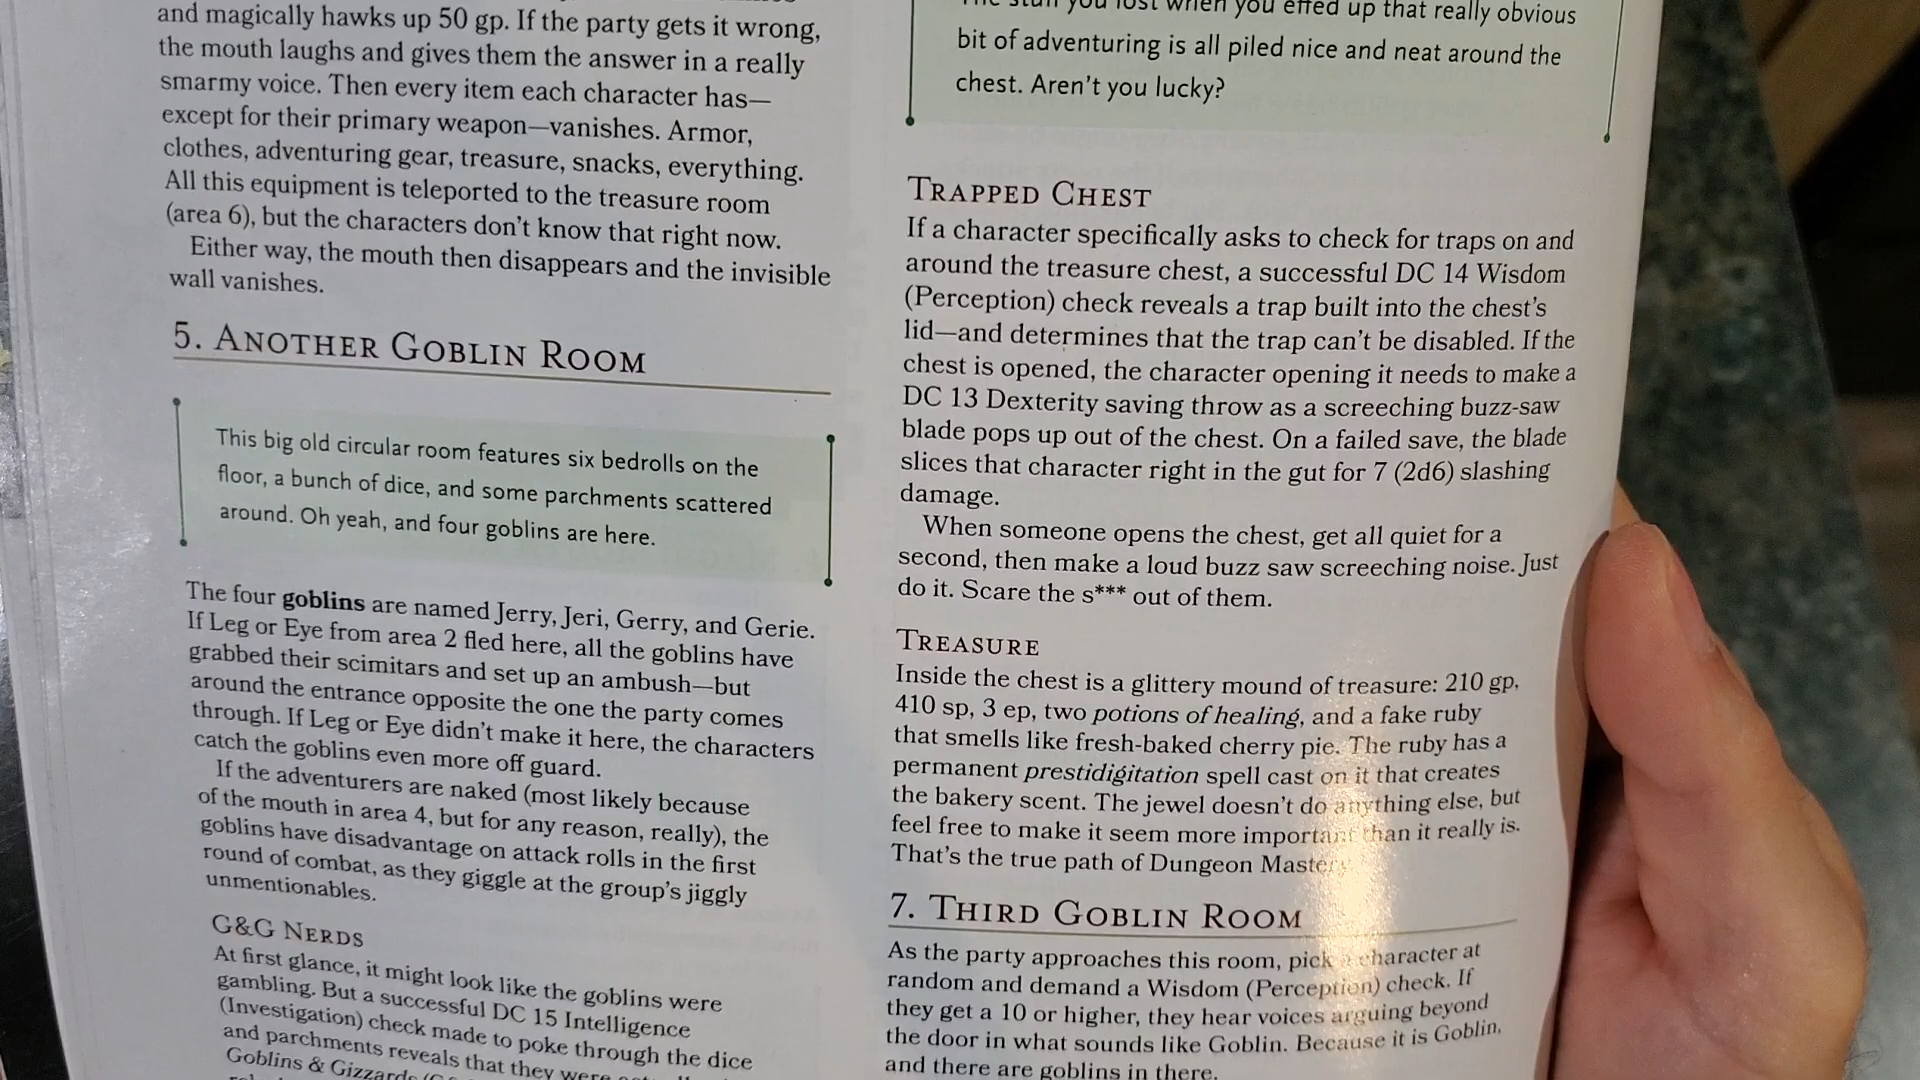 and magically hawks up 50 gp. If the party gets it wrong,
the mouth laughs and gives them the answer in a really
smarmy voice. Then every item each character has—
except for their primary weapon—vanishes. Armor,
clothes, adventuring gear, treasure, snacks, everything.
All this equipment is teleported to the treasure room
(area 6), but the characters don't know that right now.
Either way, the mouth then disappears and the invisible
wall vanishes.
5. Another Goblin Room
This big old circular room features six bedrolls on the
floor, a bunch of dice, and some parchments scattered
around. Oh yeah, and four goblins are here.
The four goblins are named Jerry, Jeri, Gerry, and Gerie.
If Leg or Eye from area 2 fled here, all the goblins have
grabbed their scimitars and set up an ambush—but
around the entrance opposite the one the party comes
through. If Leg or Eye didn't make it here, the characters
catch the goblins even more off guard.
If the adventurers are naked (most likely because
of the mouth in area 4, but for any reason, really), the
goblins have disadvantage on attack rolls in the first
round of combat, as they giggle at the group's jiggly
unmentionables.
G&G Nerds
At first glance, it might look like the goblins were
gambling. But a successful DC 15 Intelligence
(Investigation) check made to poke through the dice
and parchments reveals that they were
Goblins & Gizzards
The stuff you lost when you effed up that really obvious
bit of adventuring is all piled nice and neat around the
chest. Aren't you lucky?
Trapped Chest
If a character specifically asks to check for traps on and
around the treasure chest, a successful DC 14 Wisdom
(Perception) check reveals a trap built into the chest's
lid—and determines that the trap can't be disabled. If the
chest is opened, the character opening it needs to make a
DC 13 Dexterity saving throw as a screeching buzz-saw
blade pops up out of the chest. On a failed save, the blade
slices that character right in the gut for 7 (2d6) slashing
damage.
When someone opens the chest, get all quiet for a
second, then make a loud buzz saw screeching noise. Just
do it. Scare the s*** out of them.
Treasure
Inside the chest is a glittery mound of treasure: 210 gp,
410 sp, 3 ep, two potions of healing, and a fake ruby
that smells like fresh-baked cherry pie. The ruby has a
permanent prestidigitation spell cast on it that creates
the bakery scent. The jewel doesn't do anything else, but
feel free to make it seem more important than it really is.
That's the true path of Dungeon Mastery.
7. Third Goblin Room
As the party approaches this room, pick a character at
random and demand a Wisdom (Perception) check. If
they get a 10 or higher, they hear voices arguing beyond
the door in what sounds like Goblin. Because it is Goblin,
and there are goblins in there.